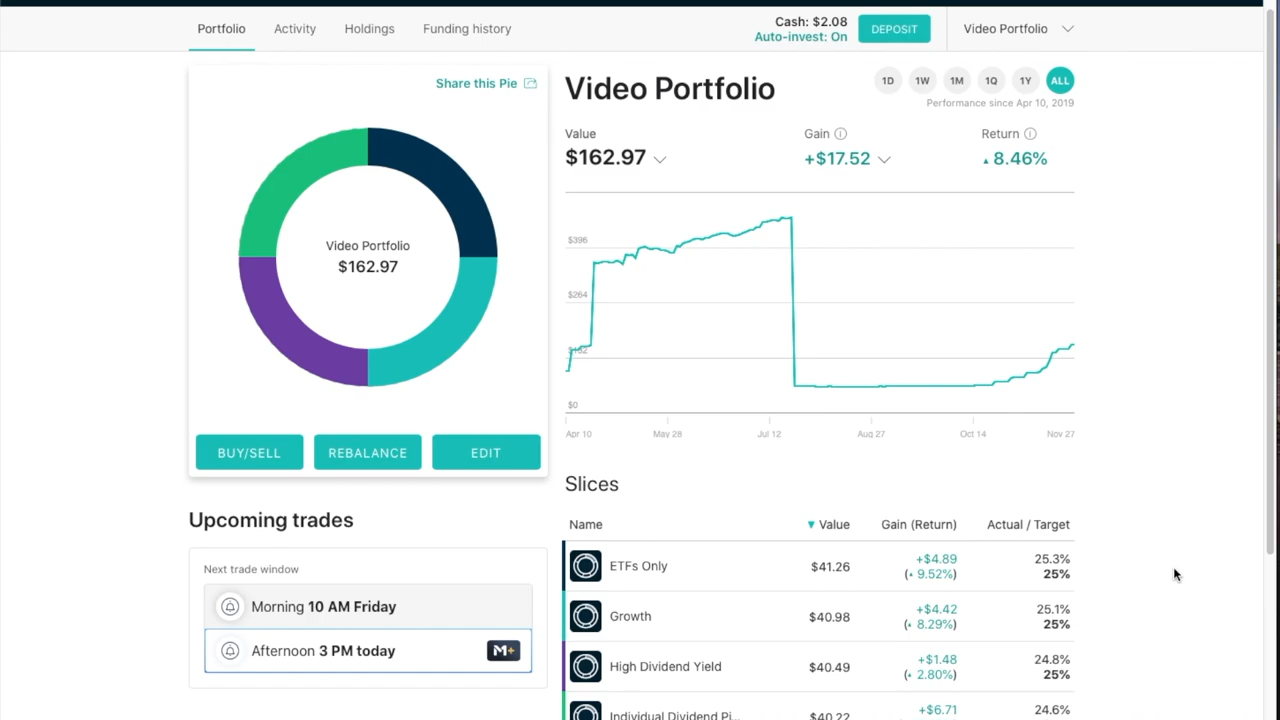 Portfolio
Activity
Holdings
Funding history
Cash: $2.08
Auto-invest: On
DEPOSIT
Video Portfolio
Share this Pie
Video Portfolio
$162.97
BUY/SELL
REBALANCE
EDIT
Upcoming trades
Next trade window
Morning 10 AM Friday
Afternoon 3 PM today
M+
Video Portfolio
1D 1W 1M 1Q 1Y ALL
Performance since Apr 10, 2019
Value
$162.97
Gain
+$17.52
Return
8.46%
$396
$264
$132
$0
Apr 10 May 28 Jul 12 Aug 27 Oct 14 Nov 27
Slices
Name Value Gain (Return) Actual / Target
ETFs Only $41.26 +$4.89 25.3%
(9.52%) 25%
Growth $40.98 +$4.42 25.1%
(8.29%) 25%
High Dividend Yield $40.49 +$1.48 24.8%
(2.80%) 25%
Individual Dividend Pi... $40.22 +$6.71 24.6%